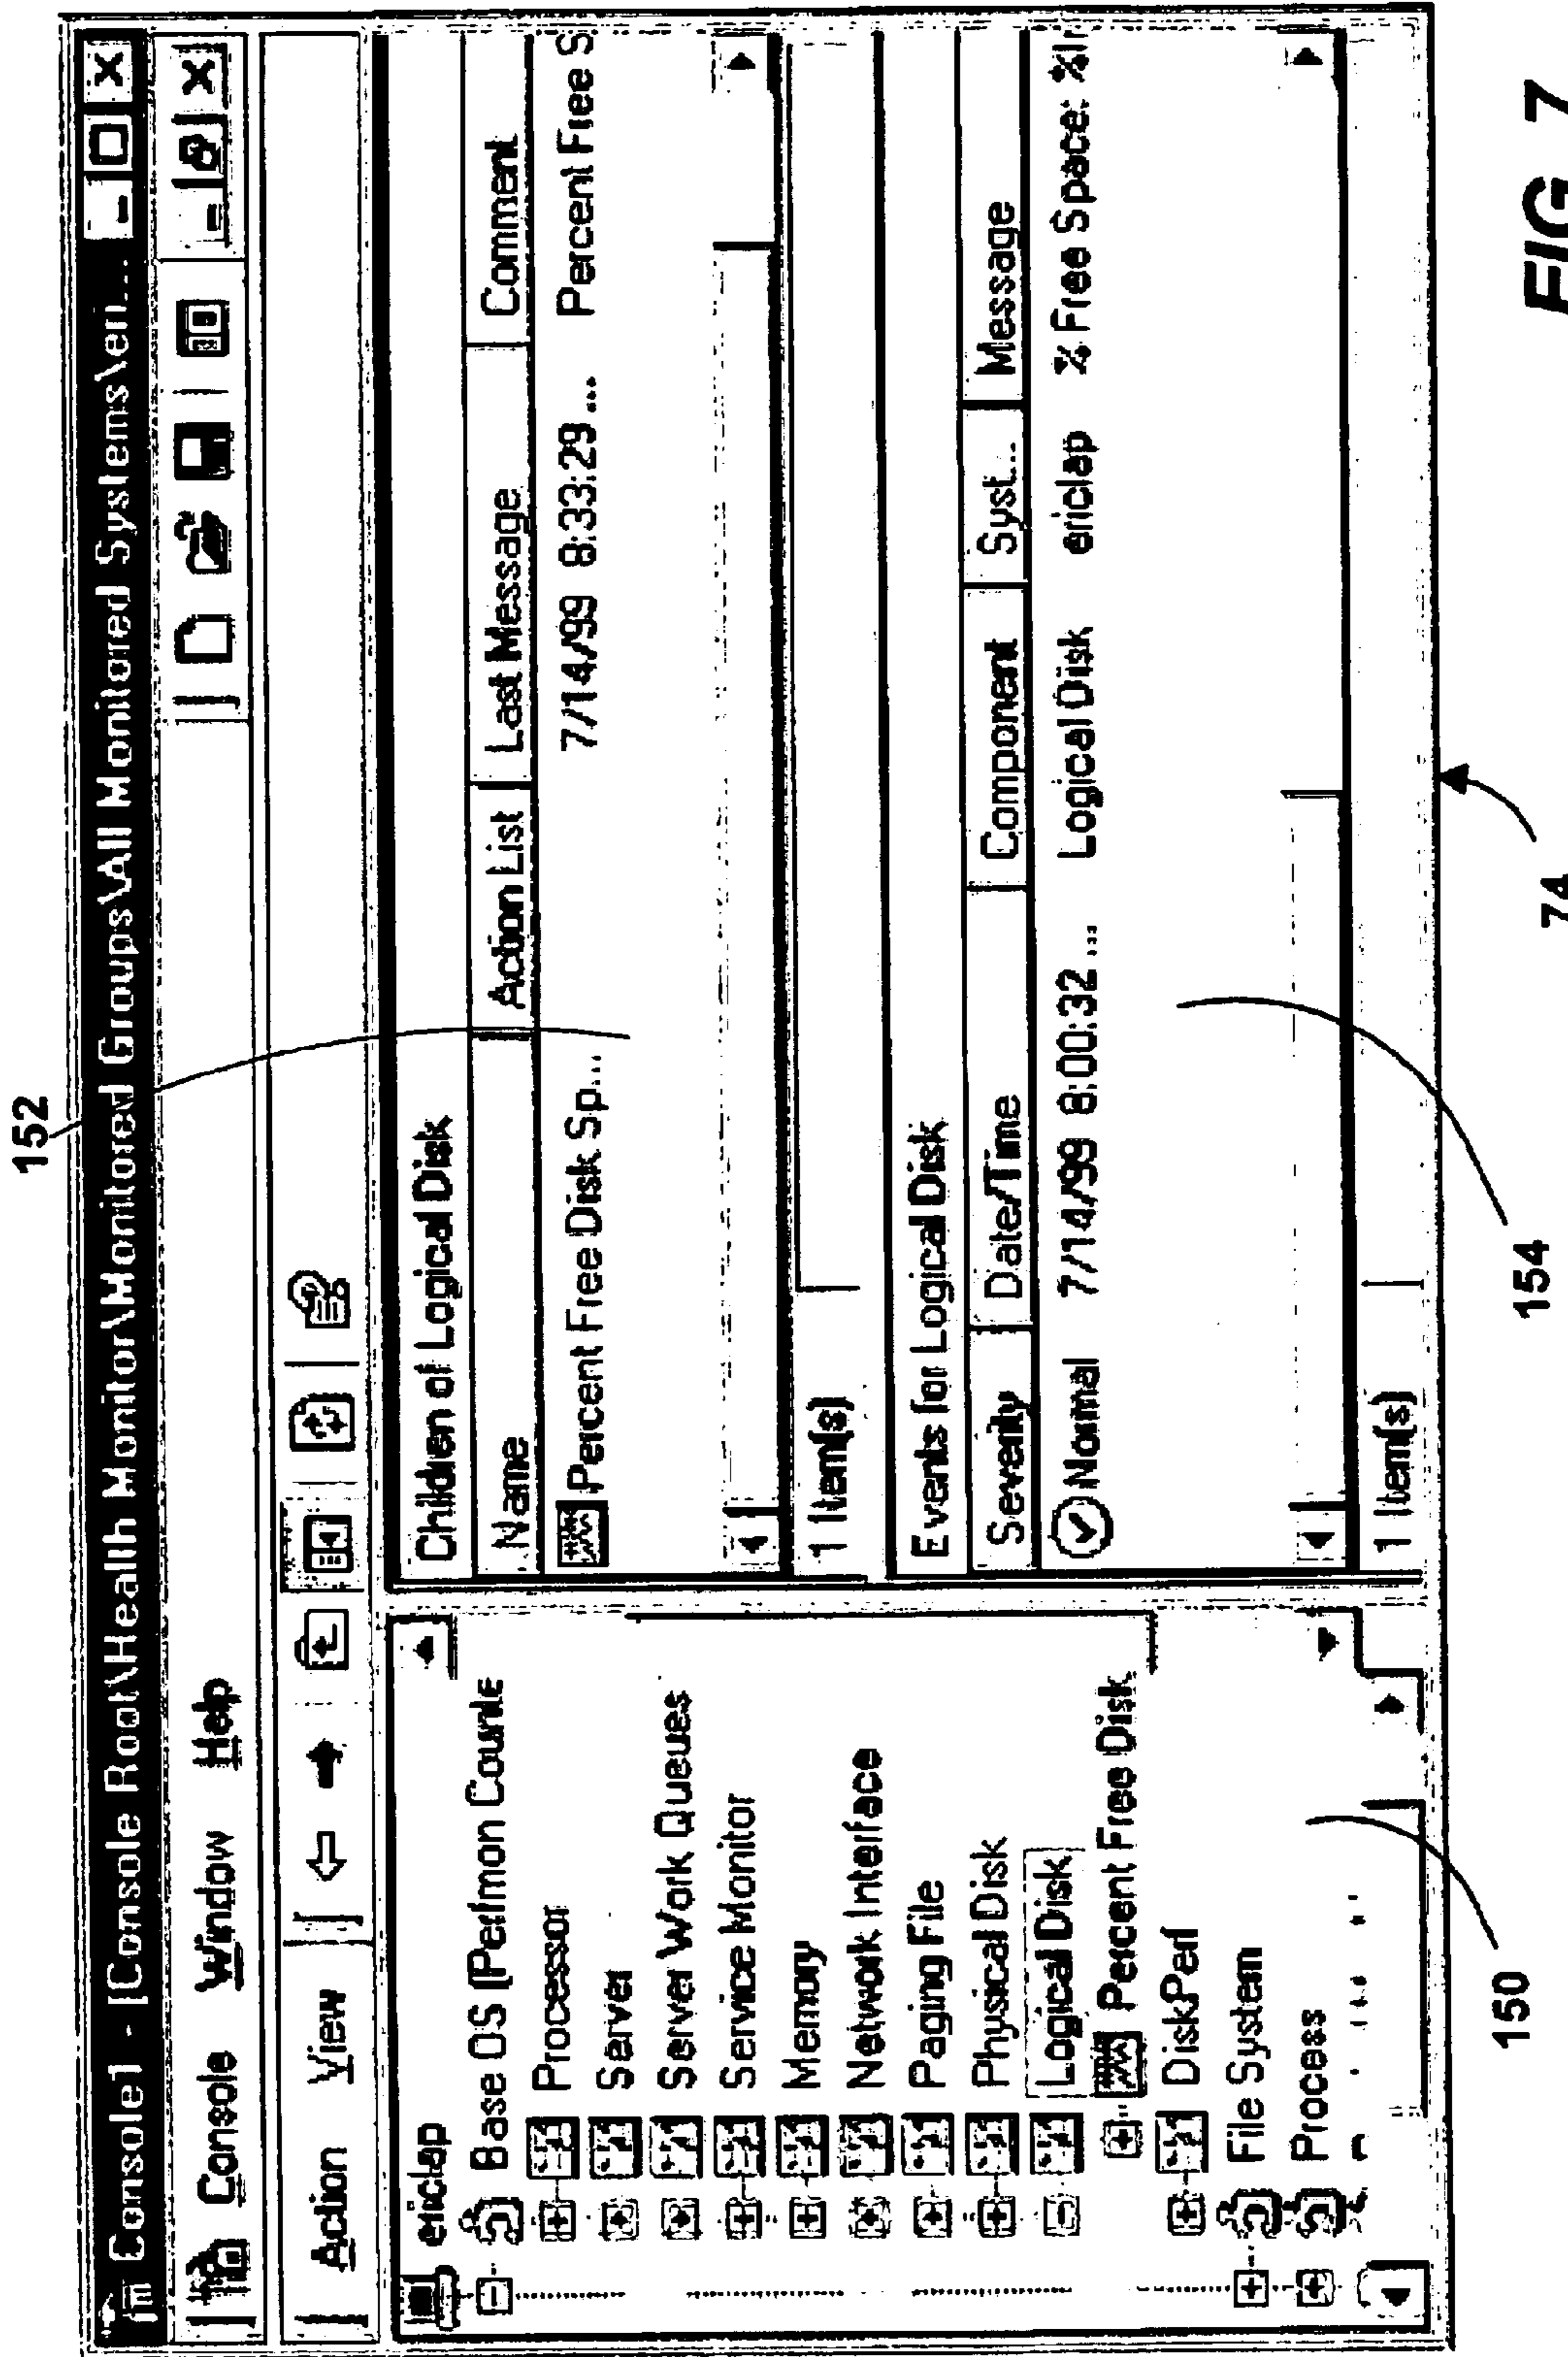 152
Console1 - [Console Root\Health Monitor\Monitored Groups\All Monitored Systems\eri...
Console Window Help
Action View
ericlap
Base OS (Perfmon Counte
Processor
Server
Server Work Queues
Service Monitor
Memory
Network Interface
Paging File
Physical Disk
Logical Disk
Percent Free Disk
DiskPerf
File System
Process
Children of Logical Disk
Name Action List Last Message Comment
Percent Free Disk Sp... 7/14/99 8:33:29... Percent Free S
1 Item(s)
Events for Logical Disk
Severity Date/Time Component Syst... Message
Normal 7/14/99 8:00:32... Logical Disk ericlap % Free Space: %In
1 Item(s)
150
154
74
FIG. 7